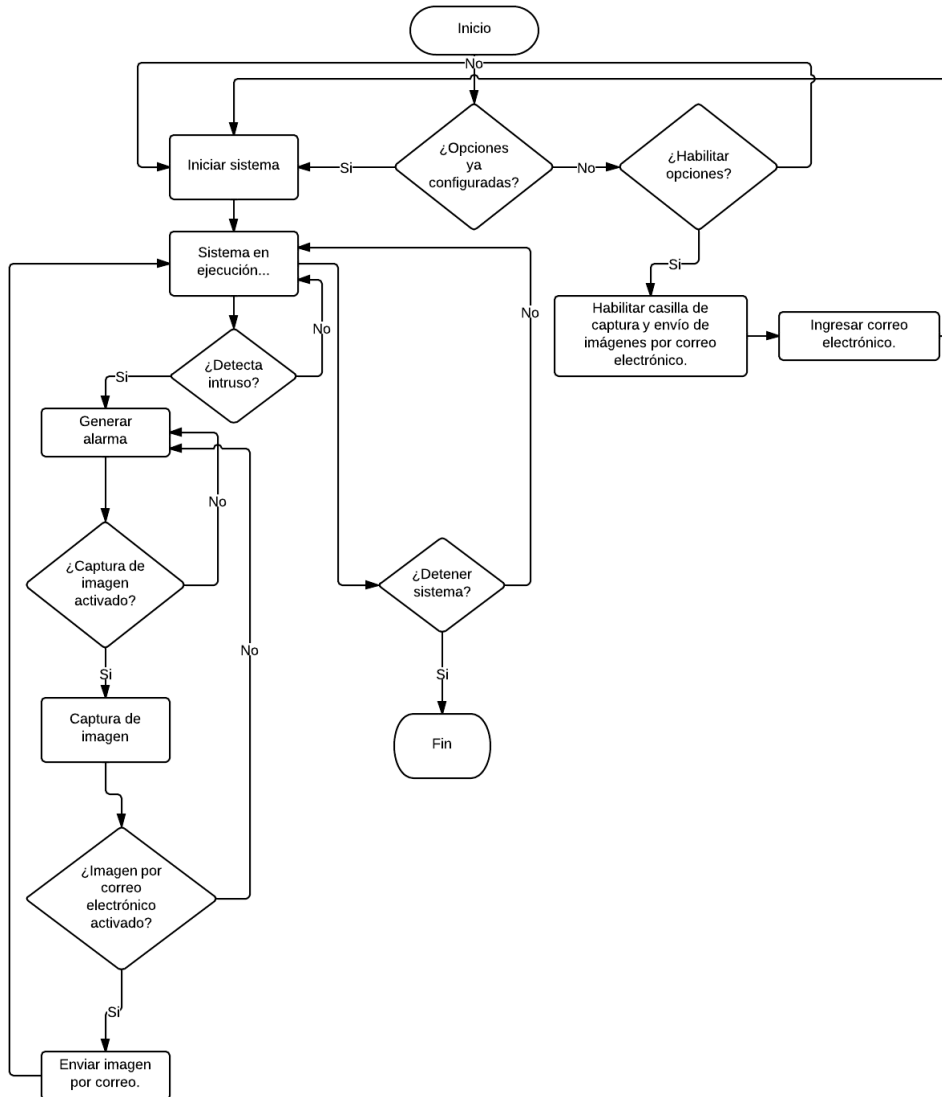 Inicio
No
Iniciar sistema
Si
¿Opciones
ya
configuradas?
No
¿Habilitar
opciones?
Sistema en
ejecución...
Si
No
No
Habilitar casilla de
captura y envío de
imágenes por correo
electrónico.
Ingresar correo
electrónico.
¿Detecta
intruso?
Si
Generar
alarma
No
¿Captura de
imagen
activado?
¿Detener
sistema?
No
Si
Si
Captura de
imagen
Fin
¿Imagen por
correo
electrónico
activado?
Si
Enviar imagen
por correo.